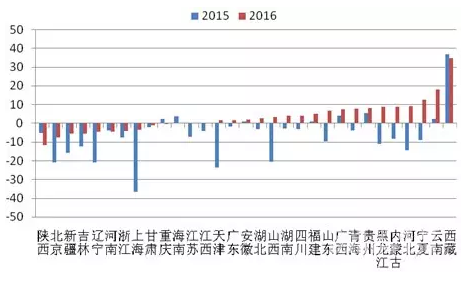 2015 2016
50
40
30
20
10
0
-10
-20
-30
-40
-50
陕西
北京
新疆
吉林
辽宁
河南
浙江
上海
甘肃
重庆
海南
江苏
江西
天津
广东
安徽
湖北
山西
湖南
四川
福建
山东
广西
青海
贵州
黑龙江
内蒙古
河北
宁夏
云南
西藏